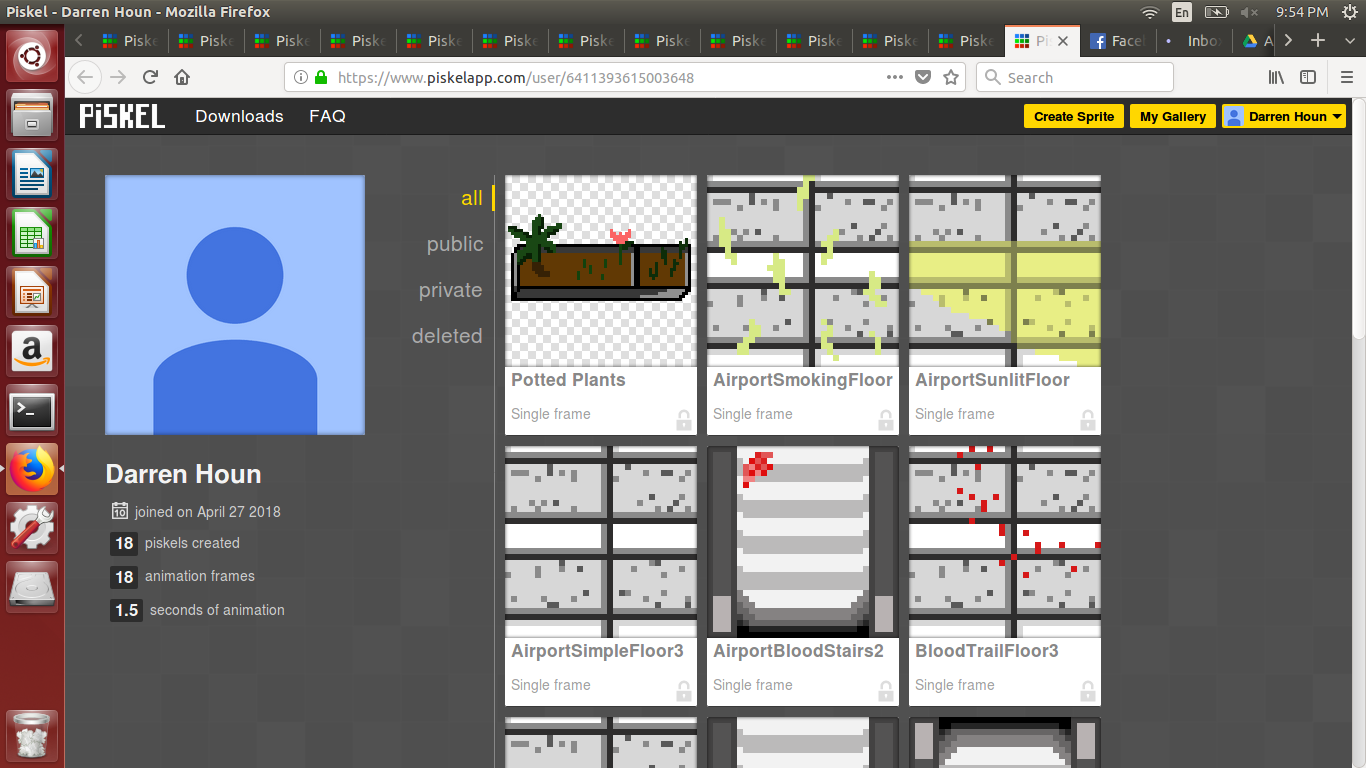 Piskel - Darren Houn - Mozilla Firefox
En
9:54 PM
Piske
Piske
Piske
Piske
Piske
Piske
Piske
Piske
Piske
Piske
Piske
Piske
Pi
Face
Inbo
A
https://www.piskelapp.com/user/6411393615003648
Search
PiSKEL
Downloads
FAQ
Create Sprite
My Gallery
Darren Houn
all
public
private
deleted
Darren Houn
10
joined on April 27 2018
18 piskels created
18 animation frames
1.5 seconds of animation
Potted Plants
Single frame
AirportSmokingFloor
Single frame
AirportSunlitFloor
Single frame
AirportSimpleFloor3
Single frame
AirportBloodStairs2
Single frame
BloodTrailFloor3
Single frame